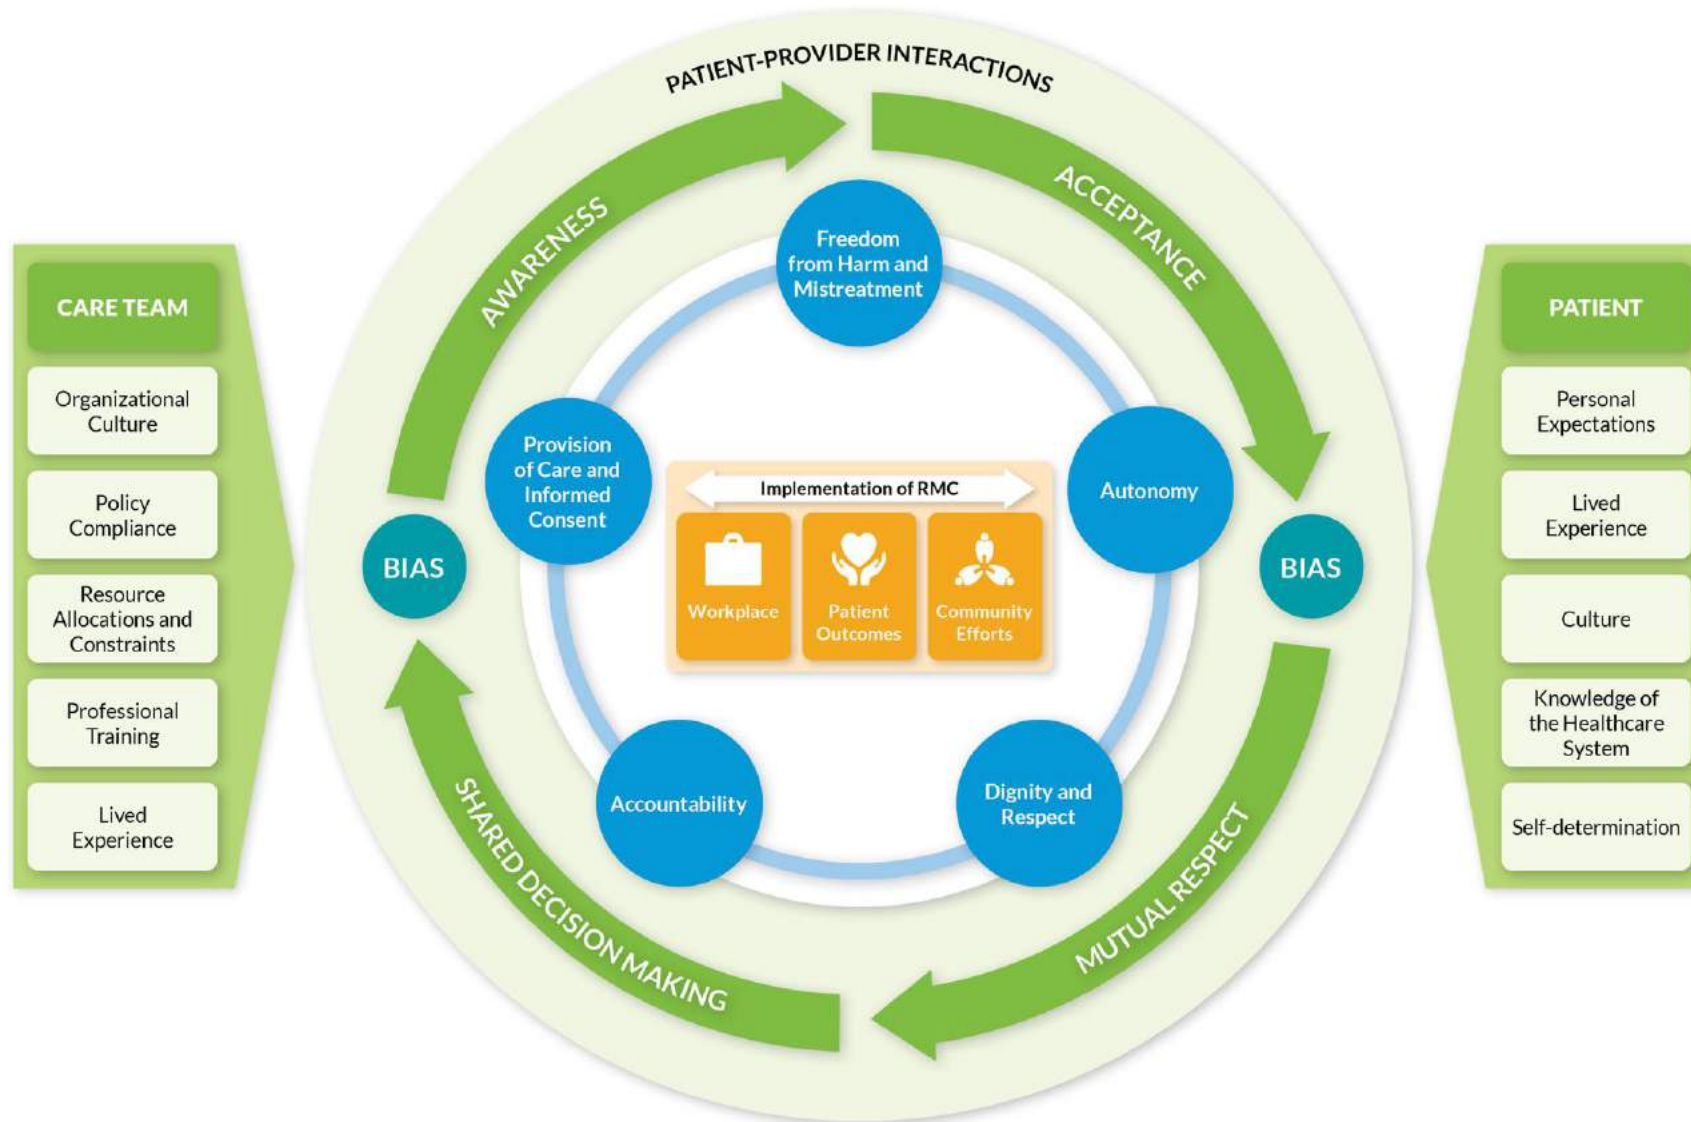 PATIENT-PROVIDER INTERACTIONS
AWARENESS
ACCEPTANCE
MUTUAL RESPECT
SHARED DECISION MAKING
BIAS
BIAS
CARE TEAM
Organizational
Culture
Policy
Compliance
Resource
Allocations and
Constraints
Professional
Training
Lived
Experience
Freedom
from Harm and
Mistreatment
Autonomy
Dignity and
Respect
Accountability
Provision
of Care and
Informed
Consent
Implementation of RMC
Workplace
Patient
Outcomes
Community
Efforts
PATIENT
Personal
Expectations
Lived
Experience
Culture
Knowledge of
the Healthcare
System
Self-determination